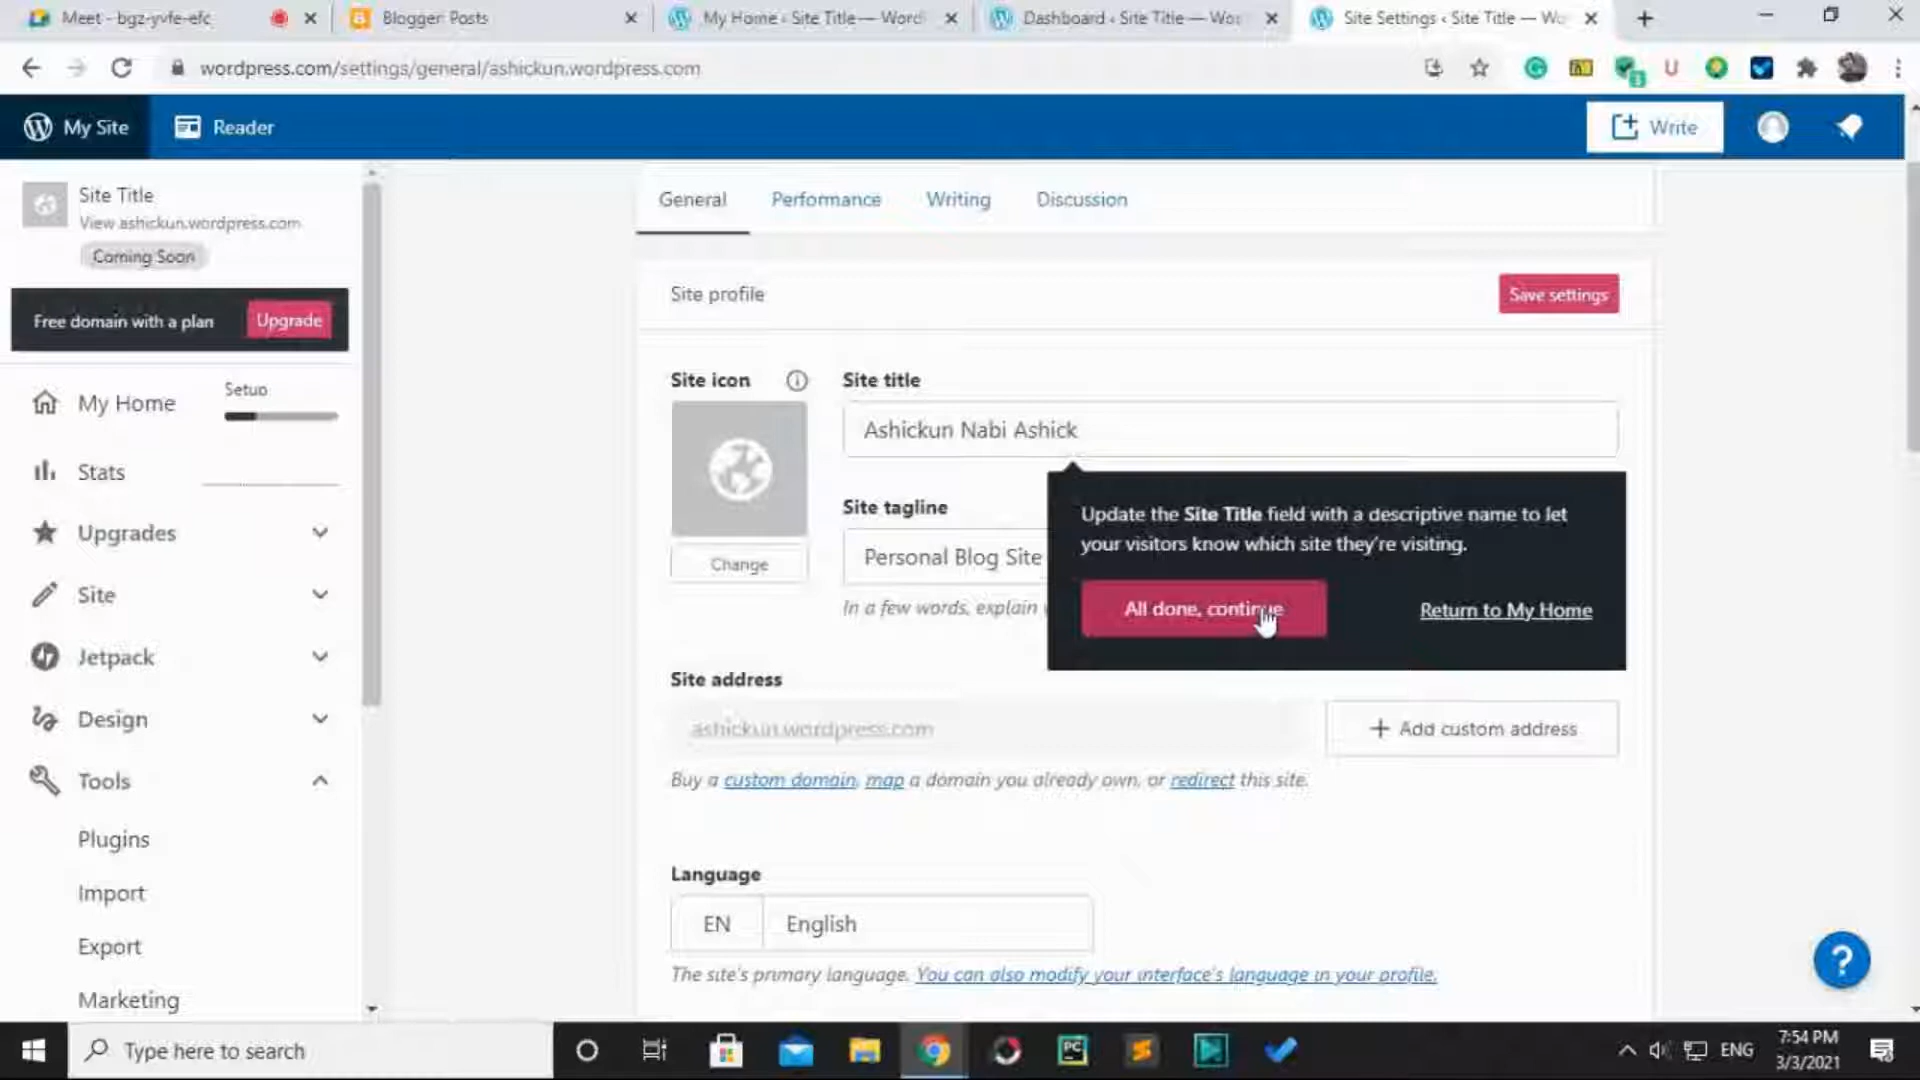 Meet - bgz-yvfe-efc
Blogger: Posts
My Home ‹ Site Title — Word
Dashboard ‹ Site Title — Wor
Site Settings ‹ Site Title — Wo
wordpress.com/settings/general/ashickun.wordpress.com
My Site
Reader
Write
Site Title
View ashickun.wordpress.com
Coming Soon
Free domain with a plan
Upgrade
My Home
Setup
Stats
Upgrades
Site
Jetpack
Design
Tools
Plugins
Import
Export
Marketing
General
Performance
Writing
Discussion
Site profile
Save settings
Site icon
Site title
Ashickun Nabi Ashick
Change
Site tagline
Personal Blog Site
In a few words, explain
Update the Site Title field with a descriptive name to let
your visitors know which site they're visiting.
All done, continue
Return to My Home
Site address
ashickun.wordpress.com
+ Add custom address
Buy a custom domain, map a domain you already own, or redirect this site.
Language
EN
English
The site's primary language. You can also modify your interface's language in your profile.
?
Type here to search
PC
ENG
7:54 PM
3/3/2021